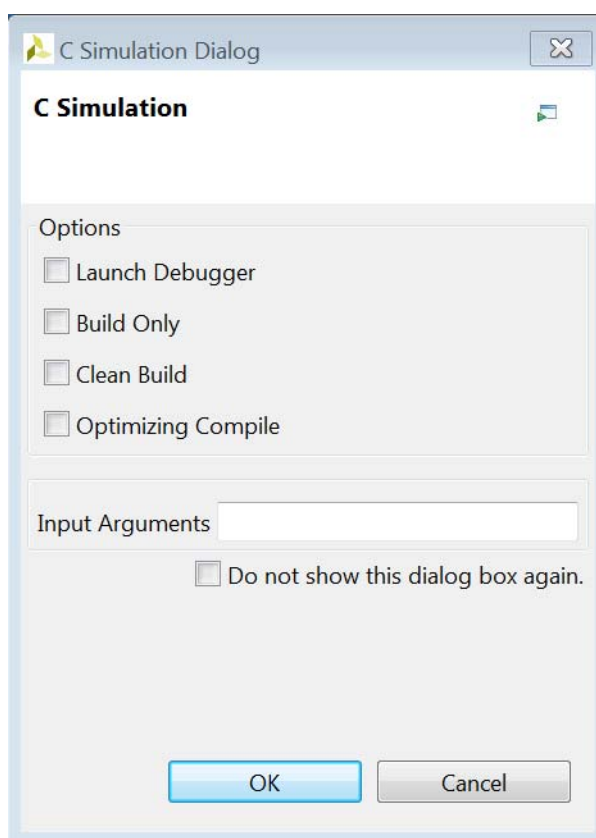 C Simulation Dialog
C Simulation
Options
Launch Debugger
Build Only
Clean Build
Optimizing Compile
Input Arguments
Do not show this dialog box again.
OK Cancel